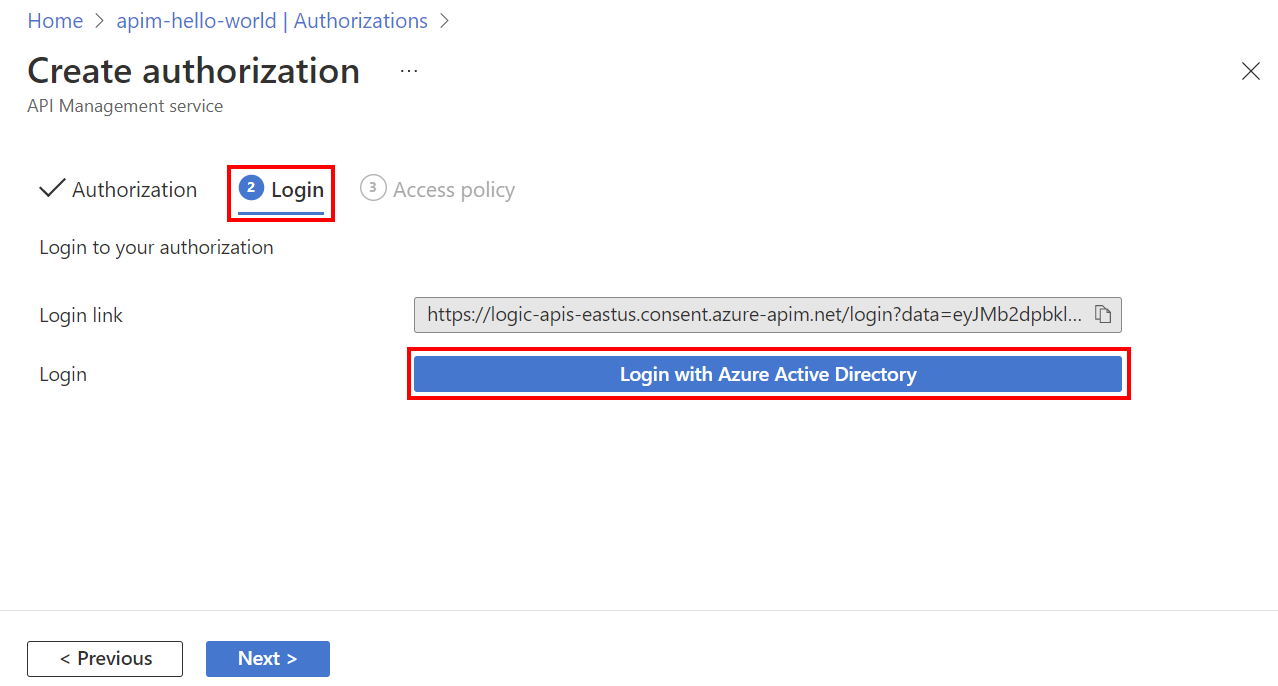 Home > apim-hello-world | Authorizations >
Create authorization ...
API Management service
Authorization 2 Login 3 Access policy
Login to your authorization
Login link https://logic-apis-eastus.consent.azure-apim.net/login?data=eyJMb2dpbkl...
Login Login with Azure Active Directory
< Previous Next >